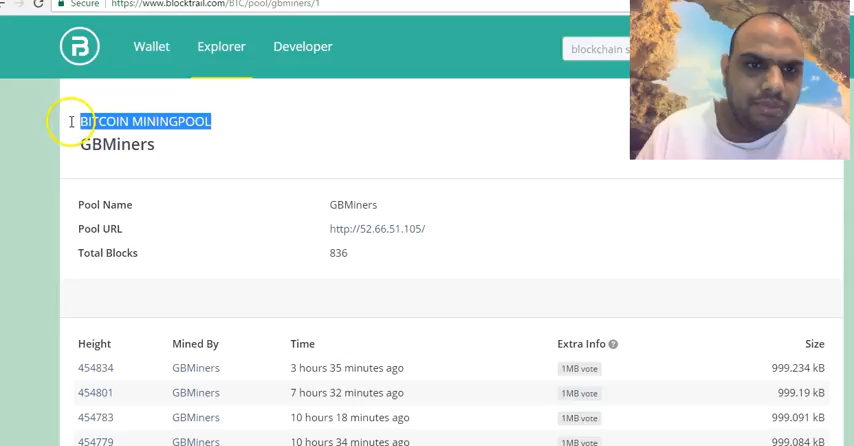 Secure https://www.blocktrail.com/BTC/pool/gbminers/1
Wallet Explorer Developer blockchain s
BITCOIN MININGPOOL
GBMiners
Pool Name GBMiners
Pool URL http://52.66.51.105/
Total Blocks 836
Height Mined By Time Extra Info ? Size
454834 GBMiners 3 hours 35 minutes ago 1MB vote 999.234 kB
454801 GBMiners 7 hours 32 minutes ago 1MB vote 999.19 kB
454783 GBMiners 10 hours 18 minutes ago 1MB vote 999.091 kB
454779 GBMiners 10 hours 34 minutes ago 1MB vote 999.084 kB